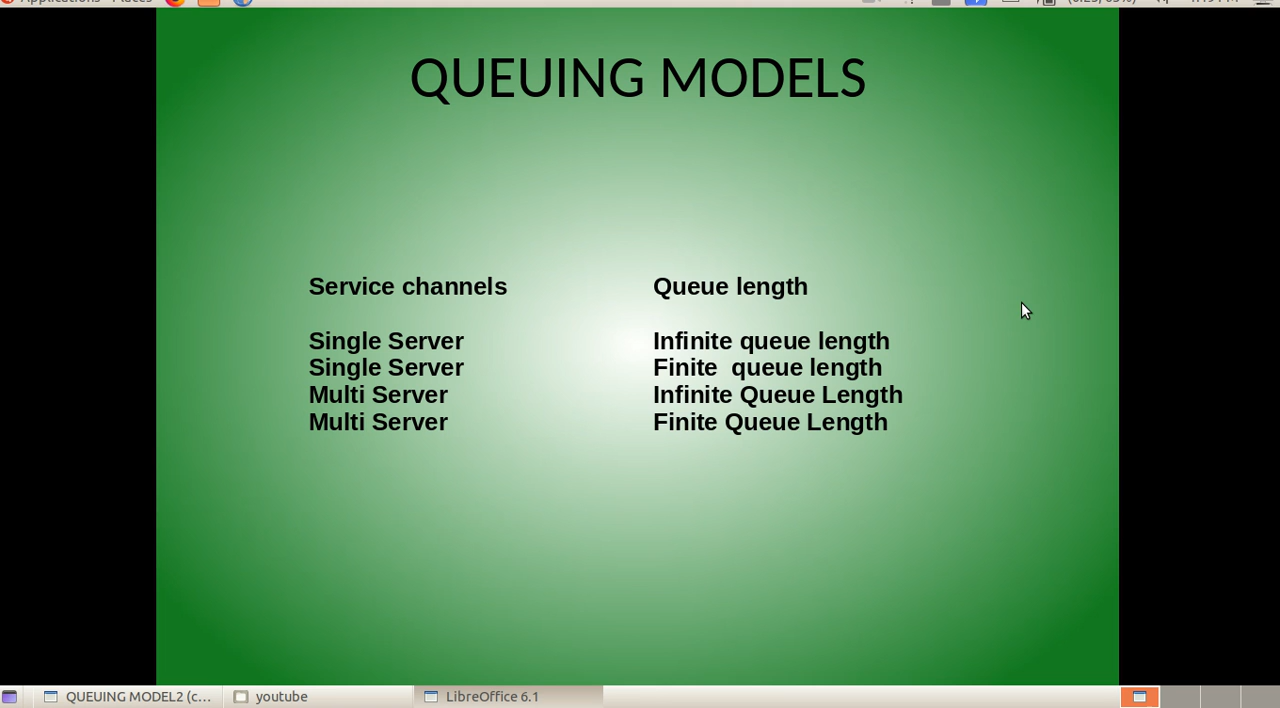 QUEUING MODELS
Service channels Queue length
Single Server Infinite queue length
Single Server Finite  queue length
Multi Server Infinite Queue Length
Multi Server Finite Queue Length
QUEUING MODEL2 (c... youtube LibreOffice 6.1